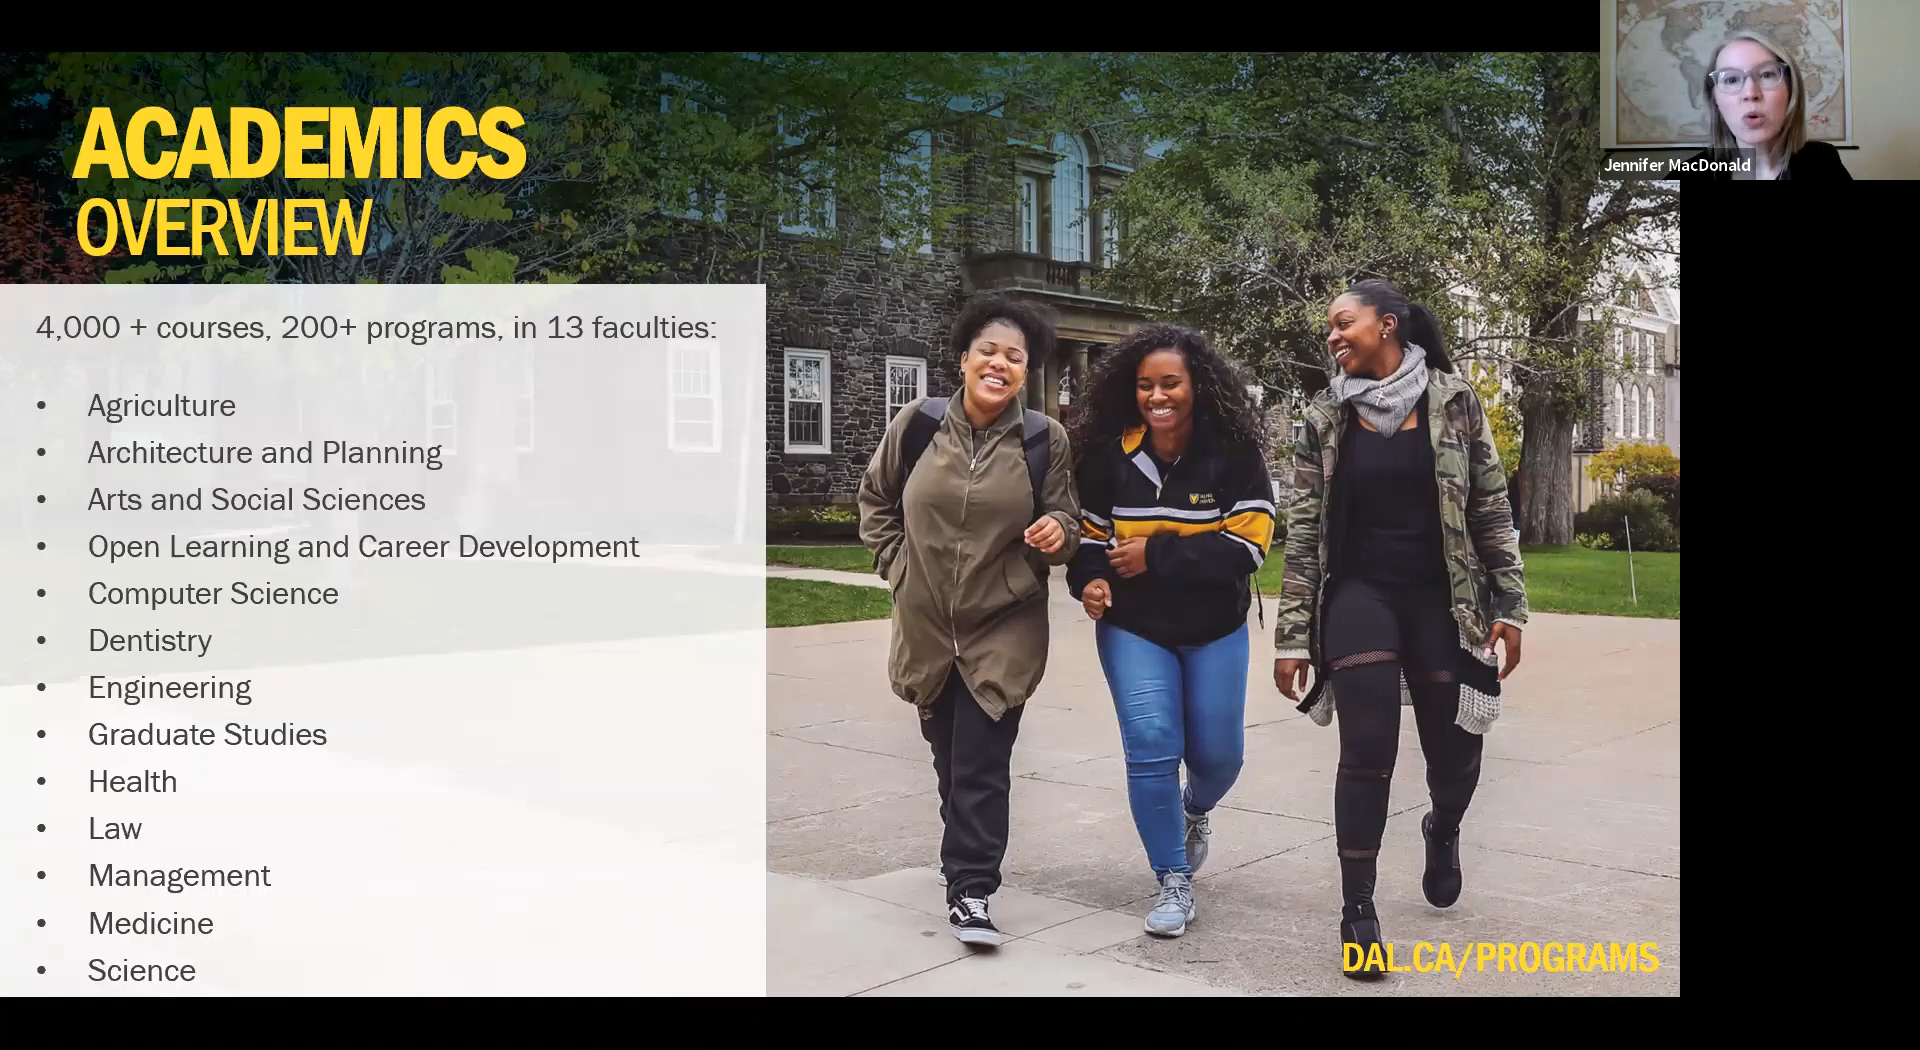 ACADEMICS
OVERVIEW
4,000 + courses, 200+ programs, in 13 faculties:
• Agriculture
• Architecture and Planning
• Arts and Social Sciences
• Open Learning and Career Development
• Computer Science
• Dentistry
• Engineering
• Graduate Studies
• Health
• Law
• Management
• Medicine
• Science
DAL.CA/PROGRAMS
Jennifer MacDonald